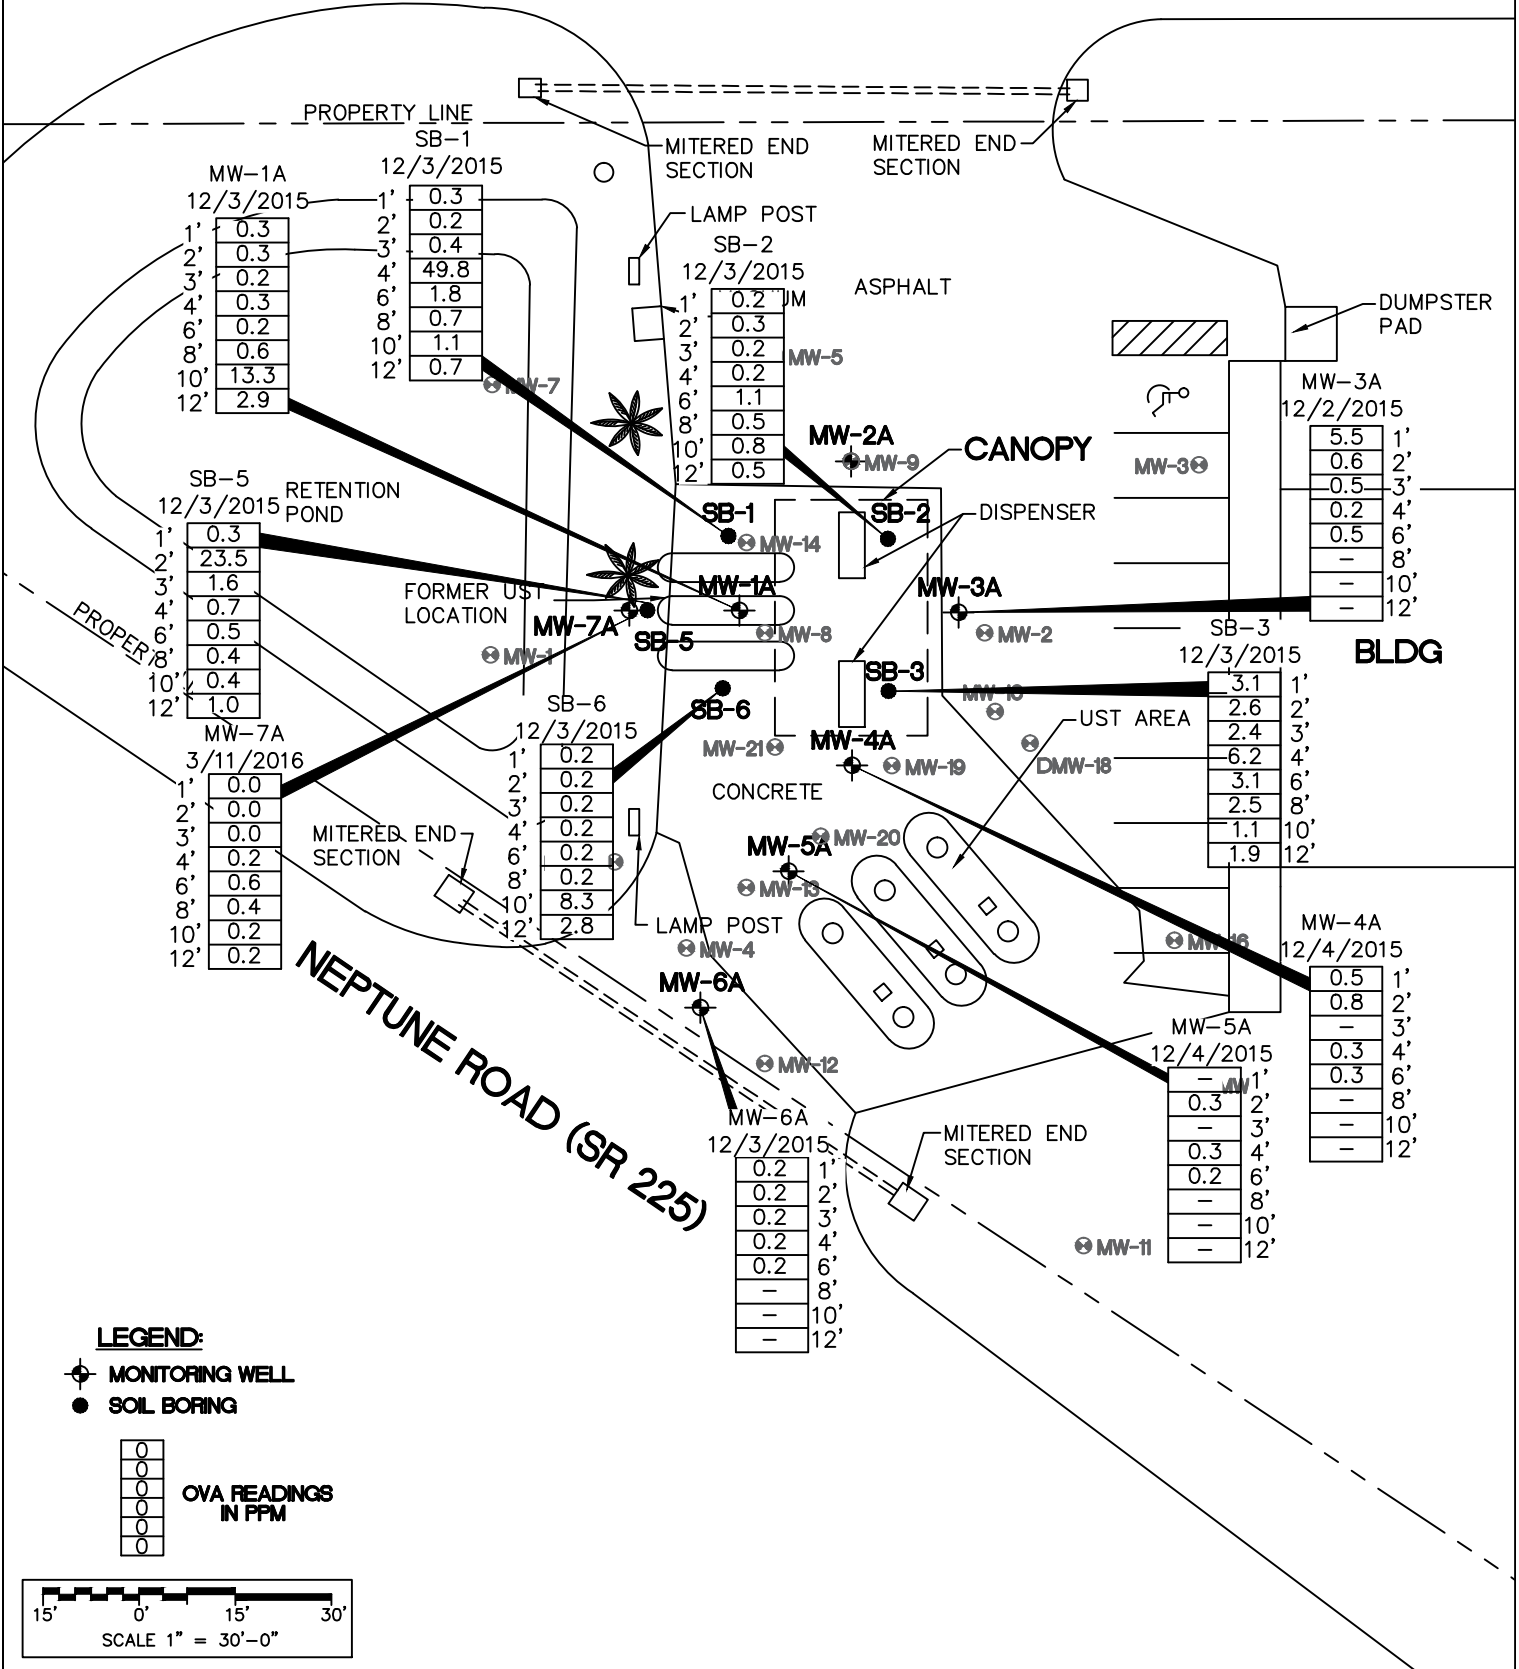 PROPERTY LINE
MITERED END
SECTION
MITERED END
SECTION
LAMP POST
ASPHALT
DUMPSTER
PAD
SB-1
12/3/2015
1' 0.3
2' 0.2
3' 0.4
4' 49.8
6' 1.8
8' 0.7
10' 1.1
12' 0.7
MW-1A
12/3/2015
1' 0.3
2' 0.3
3' 0.2
4' 0.3
6' 0.2
8' 0.6
10' 13.3
12' 2.9
SB-2
12/3/2015
1' 0.2
2' 0.3
3' 0.2
4' 0.2
6' 1.1
8' 0.5
10' 0.8
12' 0.5
MW-5
MW-7
MW-3A
12/2/2015
5.5 1'
0.6 2'
0.5 3'
0.2 4'
0.5 6'
- 8'
- 10'
- 12'
MW-2A
MW-9
CANOPY
MW-3
SB-5
12/3/2015
1' 0.3
2' 23.5
3' 1.6
4' 0.7
6' 0.5
8' 0.4
10' 0.4
12' 1.0
RETENTION
POND
SB-1
SB-2
DISPENSER
MW-14
FORMER UST
LOCATION
MW-1A
MW-3A
MW-7A
SB-5
MW-8
MW-2
MW-1
SB-3
12/3/2015
3.1 1'
2.6 2'
2.4 3'
6.2 4'
3.1 6'
2.5 8'
1.1 10'
1.9 12'
BLDG
SB-3
MW-10
SB-6
MW-7A
3/11/2016
1' 0.0
2' 0.0
3' 0.0
4' 0.2
6' 0.6
8' 0.4
10' 0.2
12' 0.2
SB-6
12/3/2015
1' 0.2
2' 0.2
3' 0.2
4' 0.2
6' 0.2
8' 0.2
10' 8.3
12' 2.8
UST AREA
MW-21
MW-4A
MW-19
DMW-18
CONCRETE
MITERED END
SECTION
MW-20
MW-5A
MW-13
LAMP POST
MW-4
MW-16
MW-4A
12/4/2015
0.5 1'
0.8 2'
- 3'
0.3 4'
0.3 6'
- 8'
- 10'
- 12'
MW-6A
MW-12
MW-5A
12/4/2015
- 1'
0.3 2'
- 3'
0.3 4'
0.2 6'
- 8'
- 10'
- 12'
NEPTUNE ROAD (SR 225)
MW-6A
12/3/2015
0.2 1'
0.2 2'
0.2 3'
0.2 4'
0.2 6'
- 8'
- 10'
- 12'
MITERED END
SECTION
MW-11
LEGEND:
MONITORING WELL
SOIL BORING
0
0
0
0
0
0
OVA READINGS
IN PPM
15' 0' 15' 30'
SCALE 1" = 30'-0"